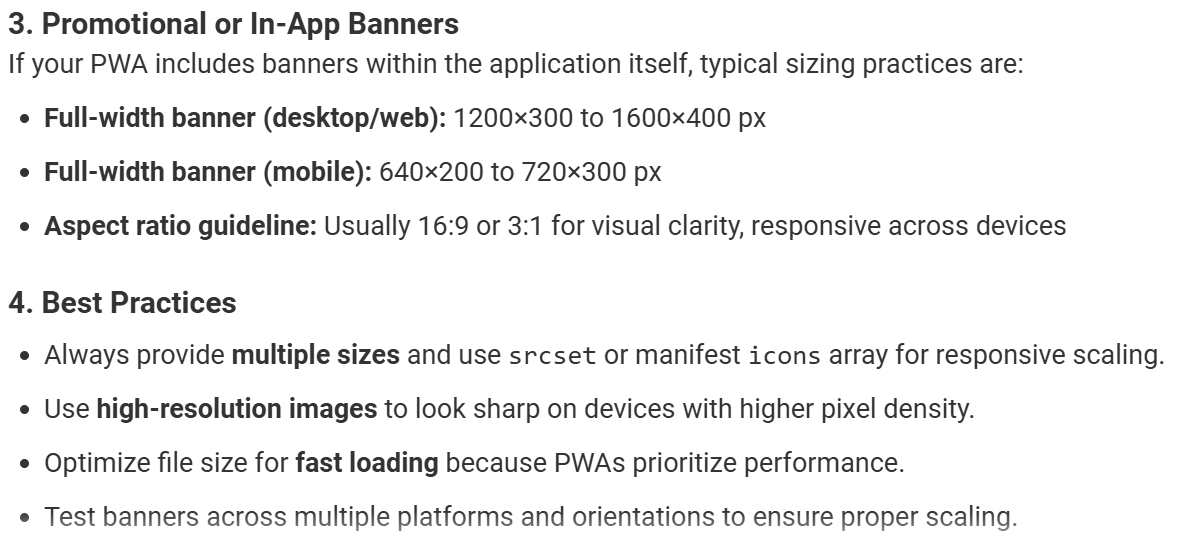 3. Promotional or In-App Banners
If your PWA includes banners within the application itself, typical sizing practices are:
• Full-width banner (desktop/web): 1200×300 to 1600×400 px
• Full-width banner (mobile): 640×200 to 720×300 px
• Aspect ratio guideline: Usually 16:9 or 3:1 for visual clarity, responsive across devices
4. Best Practices
• Always provide multiple sizes and use srcset or manifest icons array for responsive scaling.
• Use high-resolution images to look sharp on devices with higher pixel density.
• Optimize file size for fast loading because PWAs prioritize performance.
• Test banners across multiple platforms and orientations to ensure proper scaling.